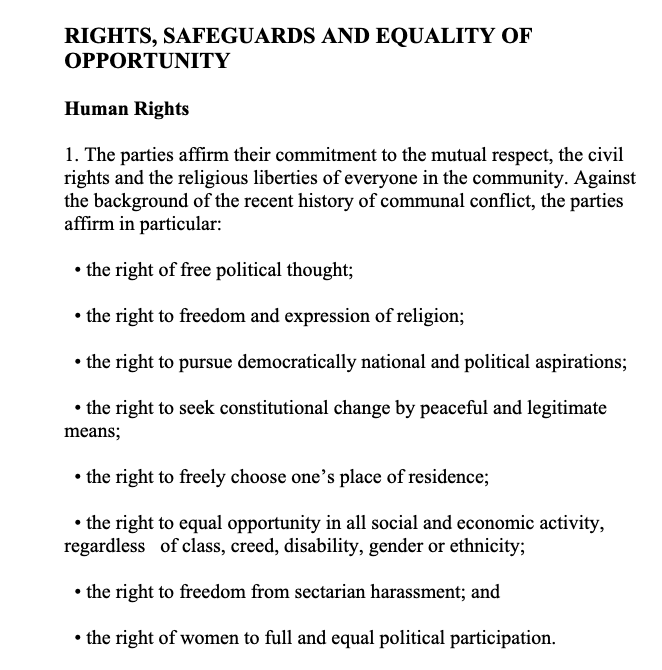 RIGHTS, SAFEGUARDS AND EQUALITY OF
OPPORTUNITY
Human Rights
1. The parties affirm their commitment to the mutual respect, the civil
rights and the religious liberties of everyone in the community. Against
the background of the recent history of communal conflict, the parties
affirm in particular:
• the right of free political thought;
• the right to freedom and expression of religion;
• the right to pursue democratically national and political aspirations;
• the right to seek constitutional change by peaceful and legitimate
means;
• the right to freely choose one’s place of residence;
• the right to equal opportunity in all social and economic activity,
regardless of class, creed, disability, gender or ethnicity;
• the right to freedom from sectarian harassment; and
• the right of women to full and equal political participation.